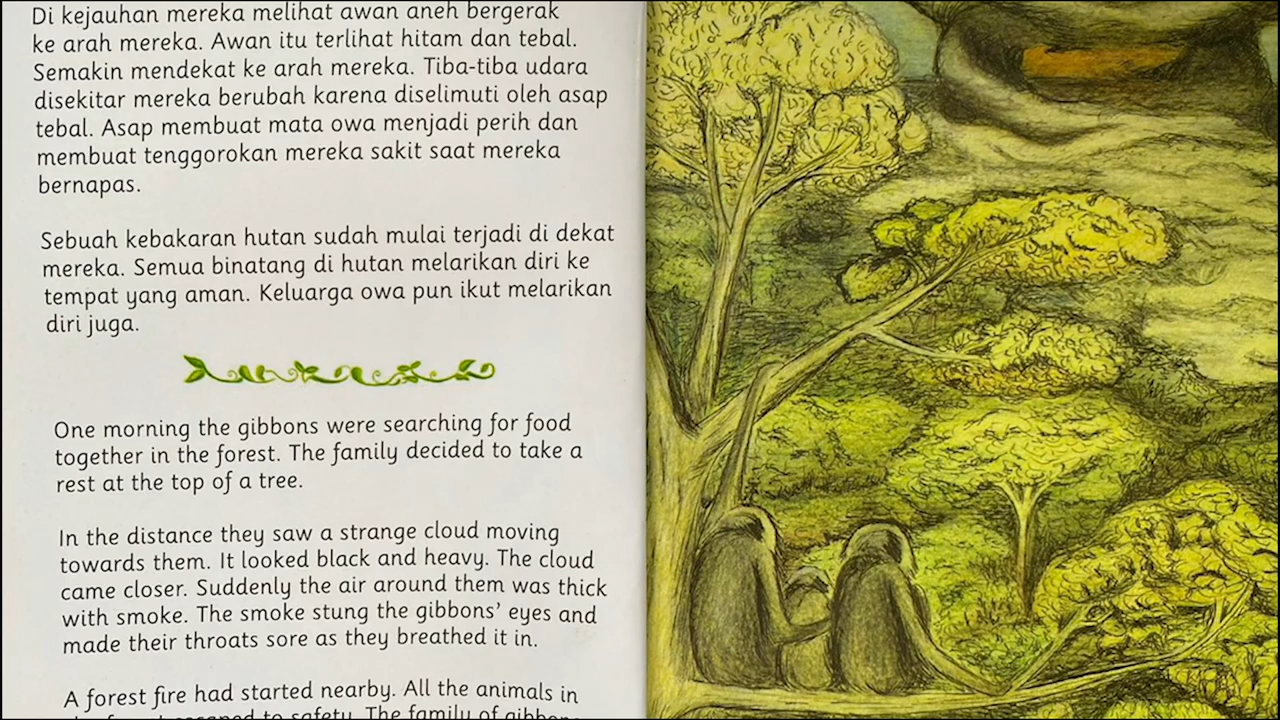 Di kejauhan mereka melihat awan aneh bergerak
ke arah mereka. Awan itu terlihat hitam dan tebal.
Semakin mendekat ke arah mereka. Tiba-tiba udara
disekitar mereka berubah karena diselimuti oleh asap
tebal. Asap membuat mata owa menjadi perih dan
membuat tenggorokan mereka sakit saat mereka
bernapas.
Sebuah kebakaran hutan sudah mulai terjadi di dekat
mereka. Semua binatang di hutan melarikan diri ke
tempat yang aman. Keluarga owa pun ikut melarikan
diri juga.
One morning the gibbons were searching for food
together in the forest. The family decided to take a
rest at the top of a tree.
In the distance they saw a strange cloud moving
towards them. It looked black and heavy. The cloud
came closer. Suddenly the air around them was thick
with smoke. The smoke stung the gibbons’ eyes and
made their throats sore as they breathed it in.
A forest fire had started nearby. All the animals in
to safety. The family of